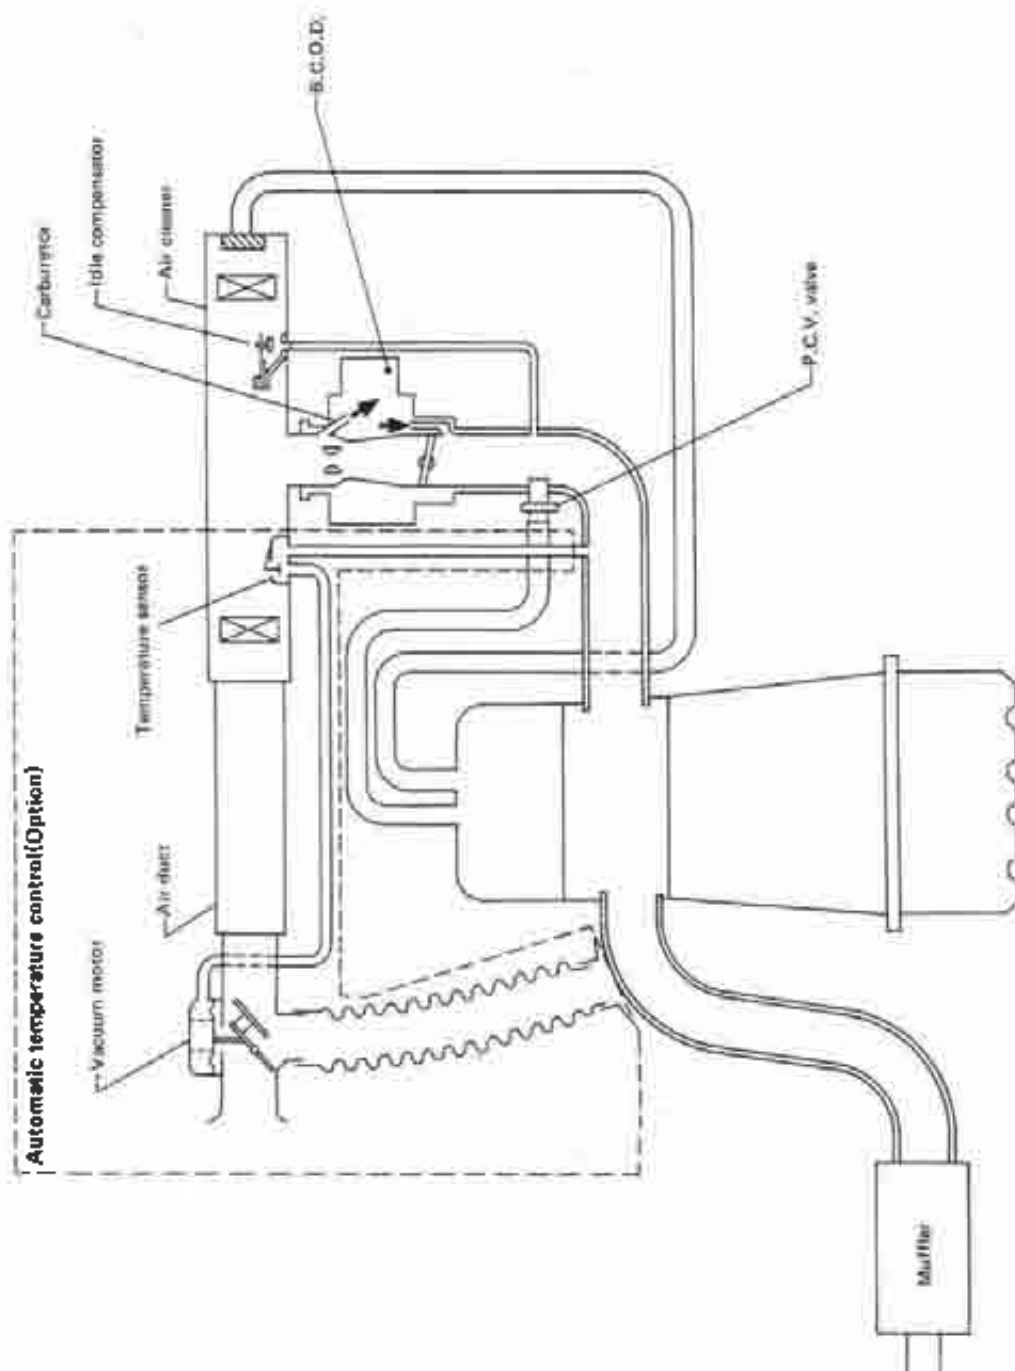 Automatic temperature control(Option)
Vacuum motor
Air duct
Temperature sensor
Carburetor
Idle compensator
Air cleaner
B.C.D.D.
P.C.V. valve
Muffler